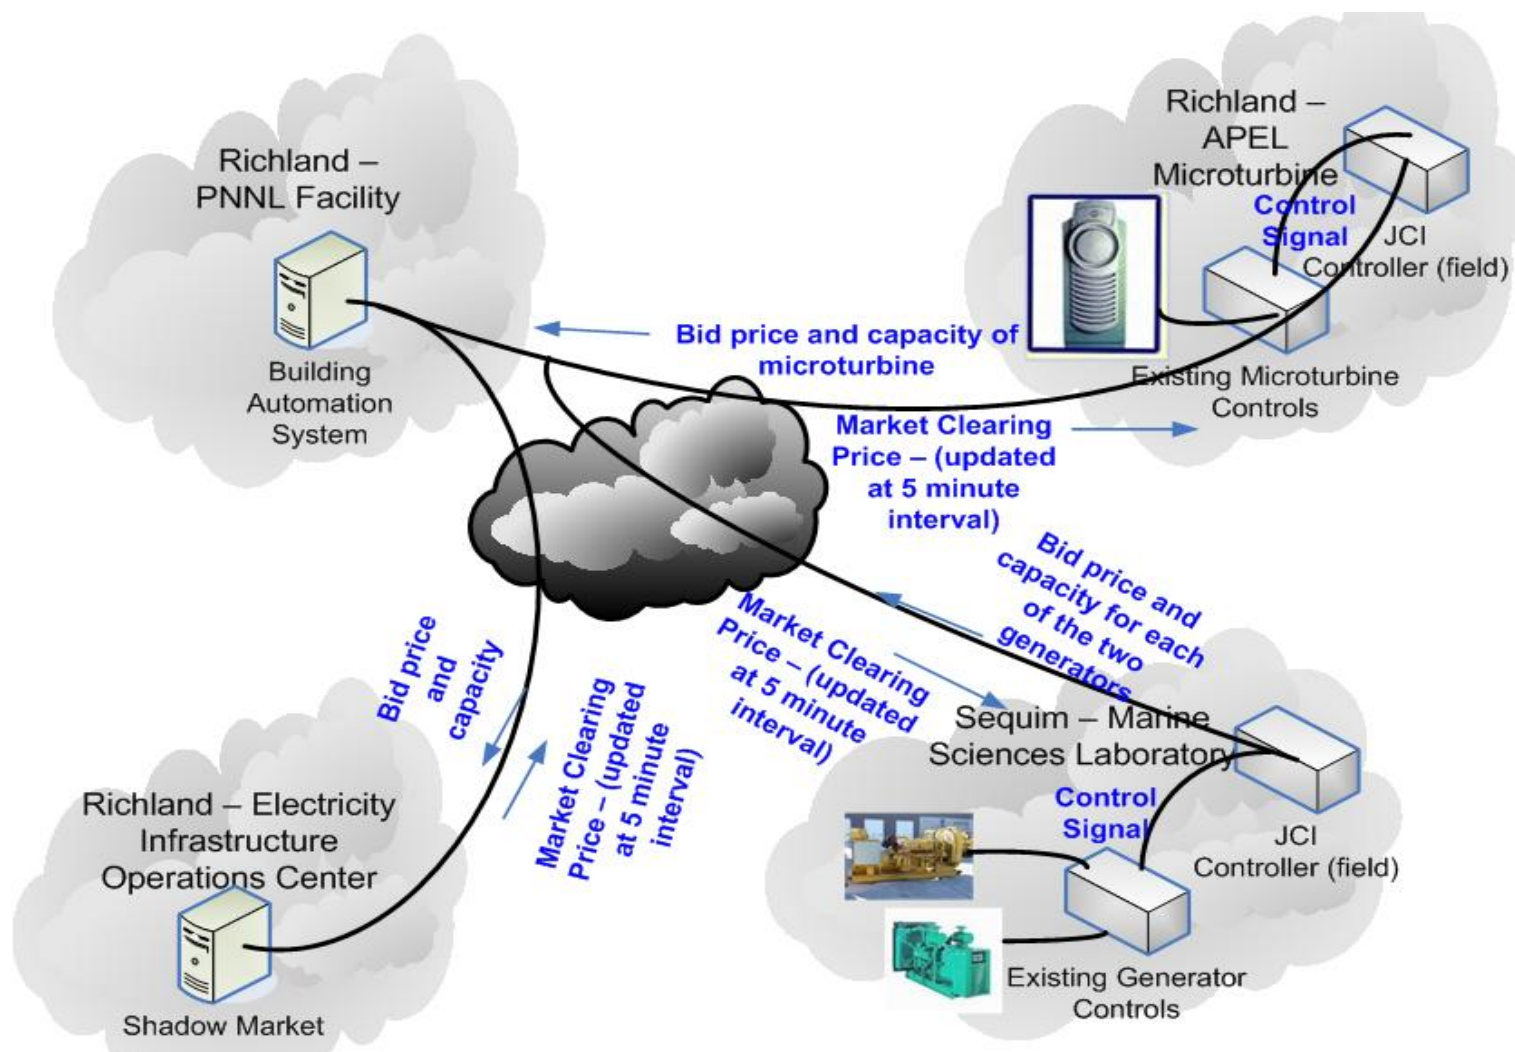 Richland –
PNNL Facility
Building
Automation
System
Richland –
APEL
Microturbine
Control
Signal
JCI
Controller (field)
Existing Microturbine
Controls
Bid price and capacity of
microturbine
Market Clearing
Price – (updated
at 5 minute
interval)
Bid price and
capacity for each
of the two
generators
Market Clearing
Price – (updated
at 5 minute
interval)
Bid price
and
capacity
Market Clearing
Price – (updated
at 5 minute
interval)
Sequim – Marine
Sciences Laboratory
Control
Signal
JCI
Controller (field)
Existing Generator
Controls
Richland – Electricity
Infrastructure
Operations Center
Shadow Market